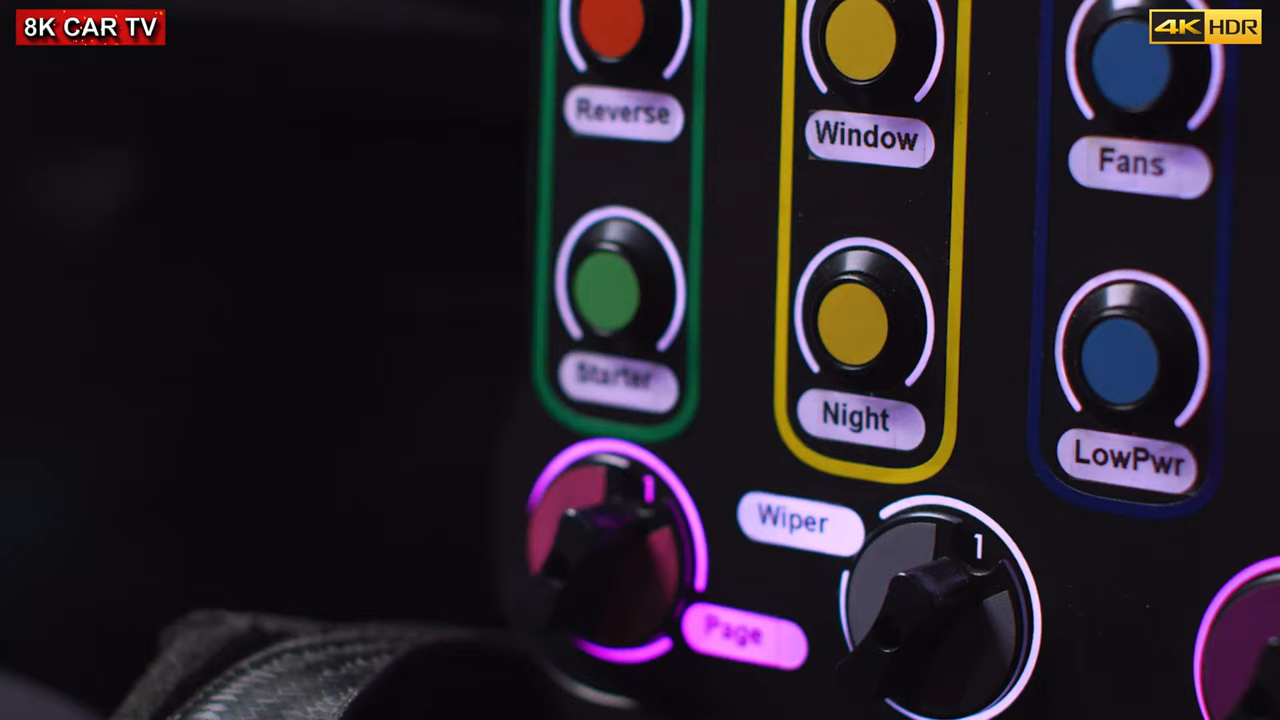 8K CAR TV
4K HDR
Reverse
Window
Fans
Starter
Night
LowPwr
1
Wiper
1
Page